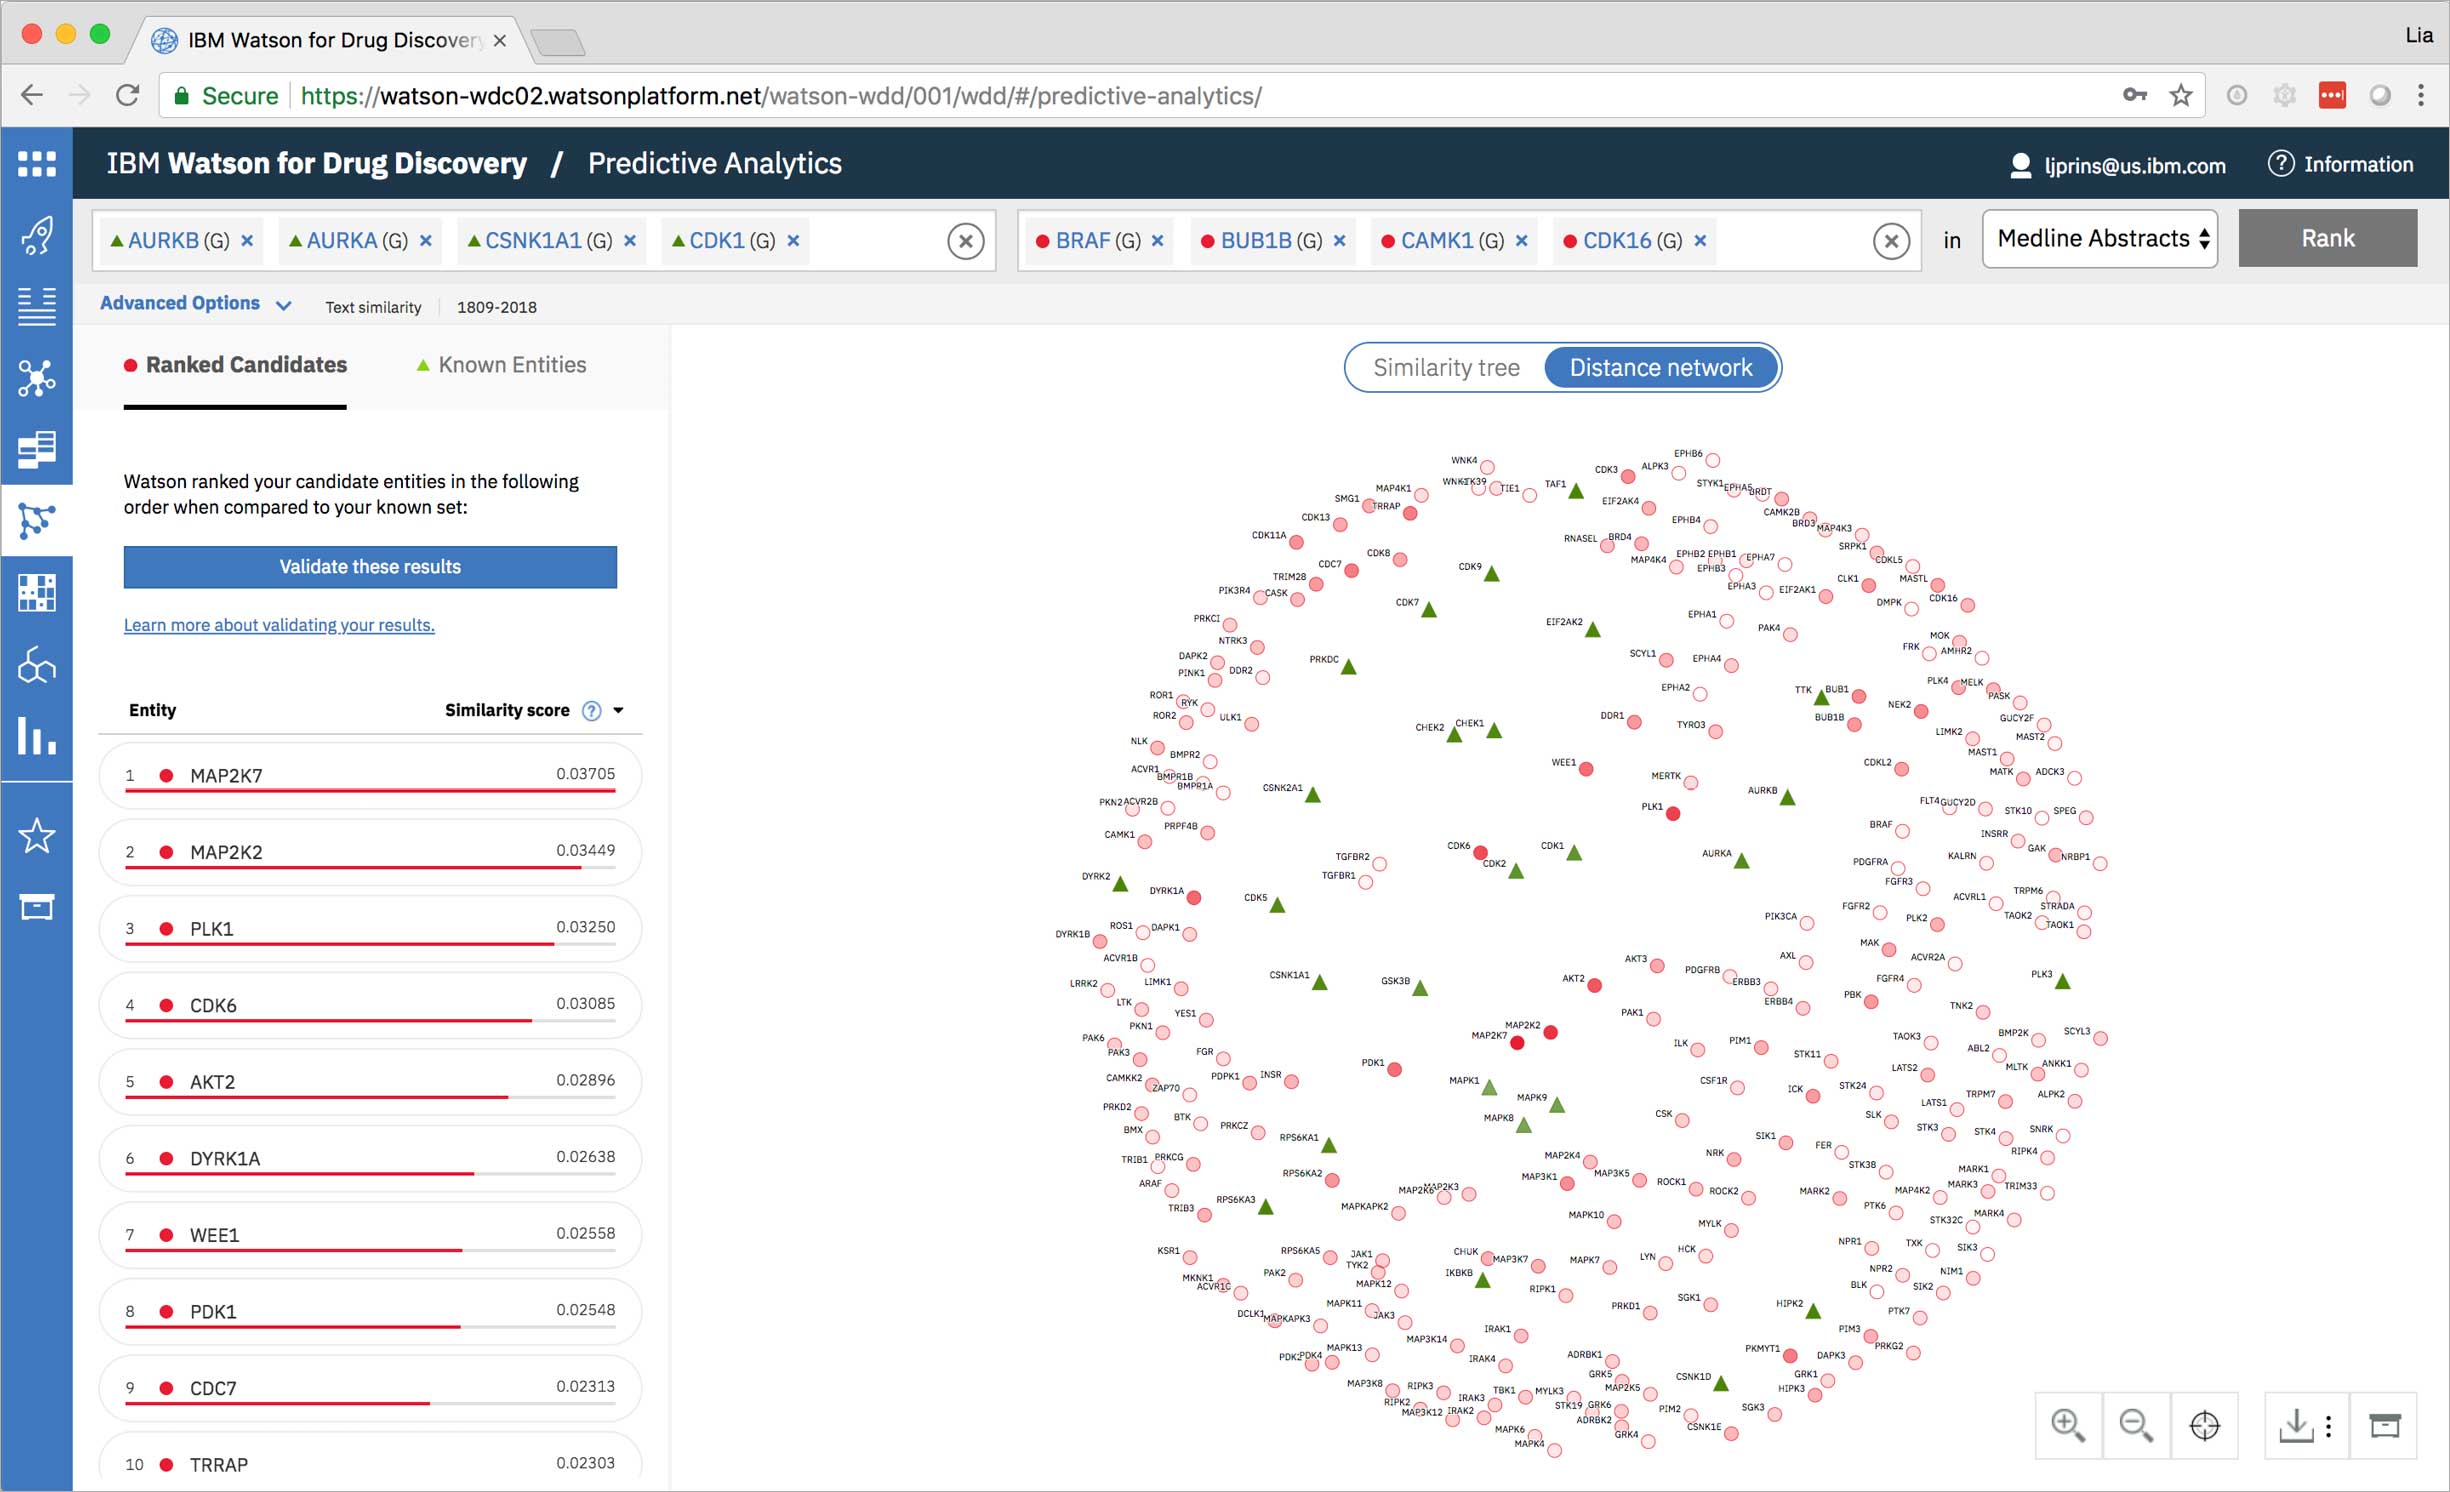 IBM Watson for Drug Discovery
Lia
Secure https://watson-wdc02.watsonplatform.net/watson-wdd/001/wdd/#/predictive-analytics/
IBM Watson for Drug Discovery / Predictive Analytics
ljprins@us.ibm.com
? Information
AURKB (G) × AURKA (G) × CSNK1A1 (G) × CDK1 (G) ×
BRAF (G) × BUB1B (G) × CAMK1 (G) × CDK16 (G) ×
in
Medline Abstracts
Rank
Advanced Options
Text similarity
1809-2018
Ranked Candidates
Known Entities
Similarity tree
Distance network
Watson ranked your candidate entities in the following
order when compared to your known set:
Validate these results
Learn more about validating your results.
Entity Similarity score ?
1 MAP2K7 0.03705
2 MAP2K2 0.03449
3 PLK1 0.03250
4 CDK6 0.03085
5 AKT2 0.02896
6 DYRK1A 0.02638
7 WEE1 0.02558
8 PDK1 0.02548
9 CDC7 0.02313
10 TRRAP 0.02303
EPHB6
WNK4
CDK3
ALPK3
TIE1
TAF1
STYK1
EPHA5
BRDT
MAP4K1
SMG1
TRRAP
EIF2AK4
CAMK2B
CDK13
EPHB4
BRD3
MAP4K3
CDK11A
RNASEL
BRD4
SRPK1
CDK8
CDC7
CDK9
MAP4K4
EPHB2
EPHB1
EPHA7
EPHB3
CDKL5
TRIM28
PIK3R4
CASK
CDK7
EPHA3
EIF2AK1
CLK1
MASTL
DMPK
CDK16
PRKCI
EIF2AK2
EPHA1
PAK4
NTRK3
MOK
FRK
AMHR2
DAPK2
PRKDC
SCYL1
EPHA4
PINK1
DDR2
EPHA2
TTK
BUB1
PLK4
MELK
PASK
ROR1
RYK
ROR2
ULK1
CHEK2
CHEK1
DDR1
TYRO3
BUB1B
NEK2
GUCY2F
LIMK2
MAST2
NLK
BMPR2
WEE1
MAST1
ACVR1
BMPR1B
BMPR1A
CSNK2A1
MERTK
AURKB
CDKL2
MATK
ADCK3
PKN2
ACVR2B
PLK1
FLT4
GUCY2D
STK10
SPEG
CAMK1
PRPF4B
BRAF
INSRR
CDK6
CDK2
CDK1
AURKA
GAK
NRBP1
TGFBR2
TGFBR1
PDGFRA
KALRN
DYRK2
DYRK1A
CDK5
FGFR3
ACVRL1
TRPM6
STRADA
DYRK1B
ROS1
DAPK1
PIK3CA
FGFR2
PLK2
TAOK2
TAOK1
ACVR1B
AKT3
AXL
MAK
ACVR2A
LRRK2
LIMK1
CSNK1A1
GSK3B
AKT2
PDGFRB
ERBB3
FGFR4
PLK3
LTK
YES1
ERBB4
PBK
TNK2
PKN1
MAP2K2
PAK1
PAK6
MAP2K7
ILK
PIM1
TAOK3
BMP2K
SCYL3
PAK3
FGR
PDK1
STK11
ABL2
CAMKK2
ZAP70
PDPK1
INSR
MAPK1
CSF1R
LATS2
MLTK
ANKK1
PRKD2
MAPK9
ICK
STK24
LATS1
TRPM7
ALPK2
BMX
BTK
PRKCZ
MAPK8
CSK
SLK
STK3
STK4
SNRK
RPS6KA1
SIK1
FER
TRIB1
PRKCG
MAP2K4
NRK
RIPK4
ARAF
RPS6KA2
MAP3K1
MAP3K5
STK38
MARK1
MAP2K6
MAP2K3
ROCK1
ROCK2
MARK2
MAP4K2
MARK3
TRIM33
TRIB3
RPS6KA3
MAPKAPK2
MAPK10
PTK6
MARK4
MYLK
STK32C
KSR1
RPS6KA5
JAK1
CHUK
MAP3K7
MAPK7
LYN
HCK
NPR1
TXK
SIK3
TYK2
IKBKB
MKNK1
ACVR1C
PAK2
MAPK12
RIPK1
NPR2
NIM1
BLK
SIK2
SGK1
HIPK2
DCLK1
MAPKAPK3
MAPK11
JAK3
PRKD1
PTK7
IRAK1
PIM3
MAP3K14
MAPK13
PDK2
PDK4
IRAK4
ADRBK1
PKMYT1
DAPK3
PRKG2
GRK5
CSNK1D
GRK1
MAP3K8
RIPK3
TBK1
MYLK3
MAP2K5
HIPK3
RIPK2
IRAK3
STK19
GRK6
PIM2
SGK3
MAP3K12
IRAK2
ADRBK2
CSNK1E
MAPK6
GRK4
MAPK4